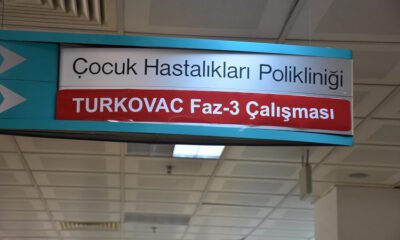 Çocuk Hastalıkları Polikliniği
TURKOVAC Faz-3 Çalışması